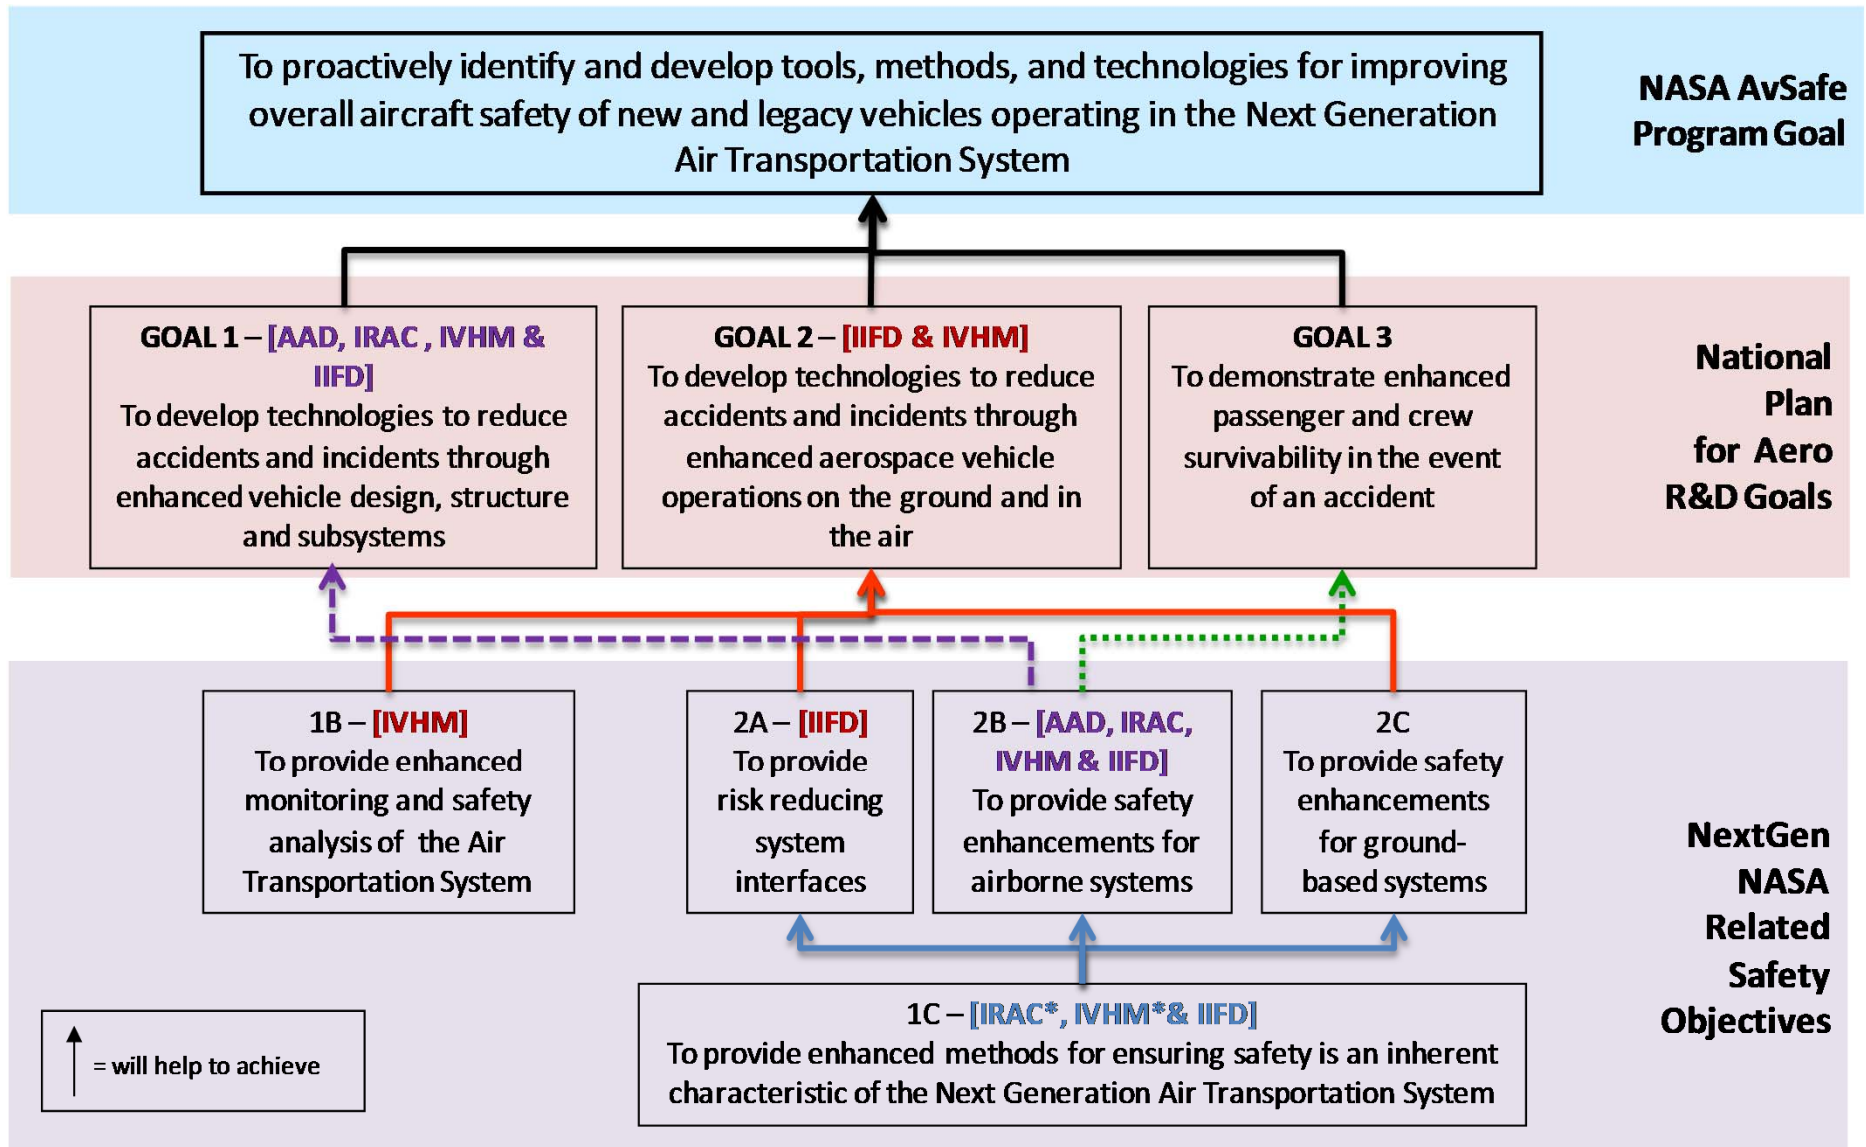 To proactively identify and develop tools, methods, and technologies for improving
overall aircraft safety of new and legacy vehicles operating in the Next Generation
Air Transportation System
NASA AvSafe
Program Goal
GOAL 1 – [AAD, IRAC , IVHM &
IIFD]
To develop technologies to reduce
accidents and incidents through
enhanced vehicle design, structure
and subsystems
GOAL 2 – [IIFD & IVHM]
To develop technologies to reduce
accidents and incidents through
enhanced aerospace vehicle
operations on the ground and in
the air
GOAL 3
To demonstrate enhanced
passenger and crew
survivability in the event
of an accident
National
Plan
for Aero
R&D Goals
1B – [IVHM]
To provide enhanced
monitoring and safety
analysis of the Air
Transportation System
2A – [IIFD]
To provide
risk reducing
system
interfaces
2B – [AAD, IRAC,
IVHM & IIFD]
To provide safety
enhancements for
airborne systems
2C
To provide safety
enhancements
for ground-
based systems
NextGen
NASA
Related
Safety
Objectives
1C – [IRAC*, IVHM*& IIFD]
To provide enhanced methods for ensuring safety is an inherent
characteristic of the Next Generation Air Transportation System
= will help to achieve